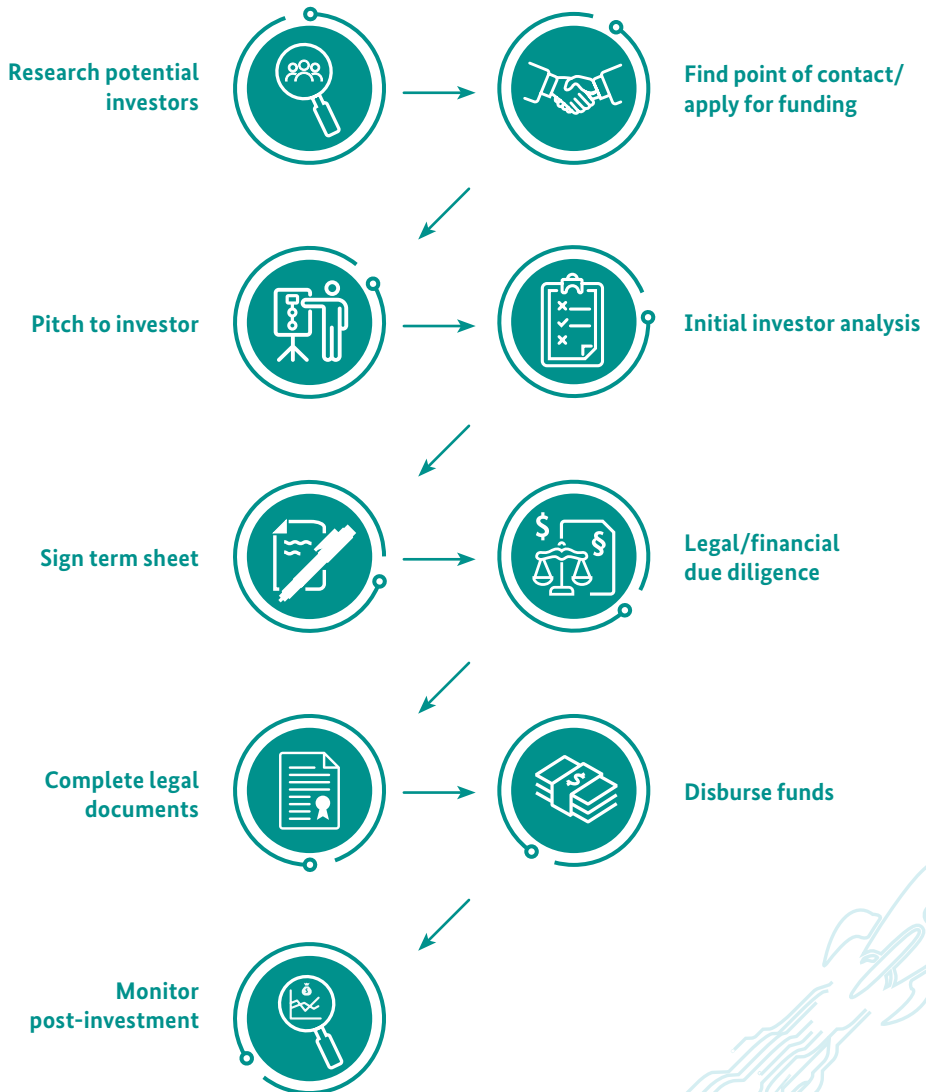 Research potential
investors
Find point of contact/
apply for funding
Pitch to investor
Initial investor analysis
Sign term sheet
$
§
Legal/financial
due diligence
Complete legal
documents
$
Disburse funds
$
Monitor
post-investment